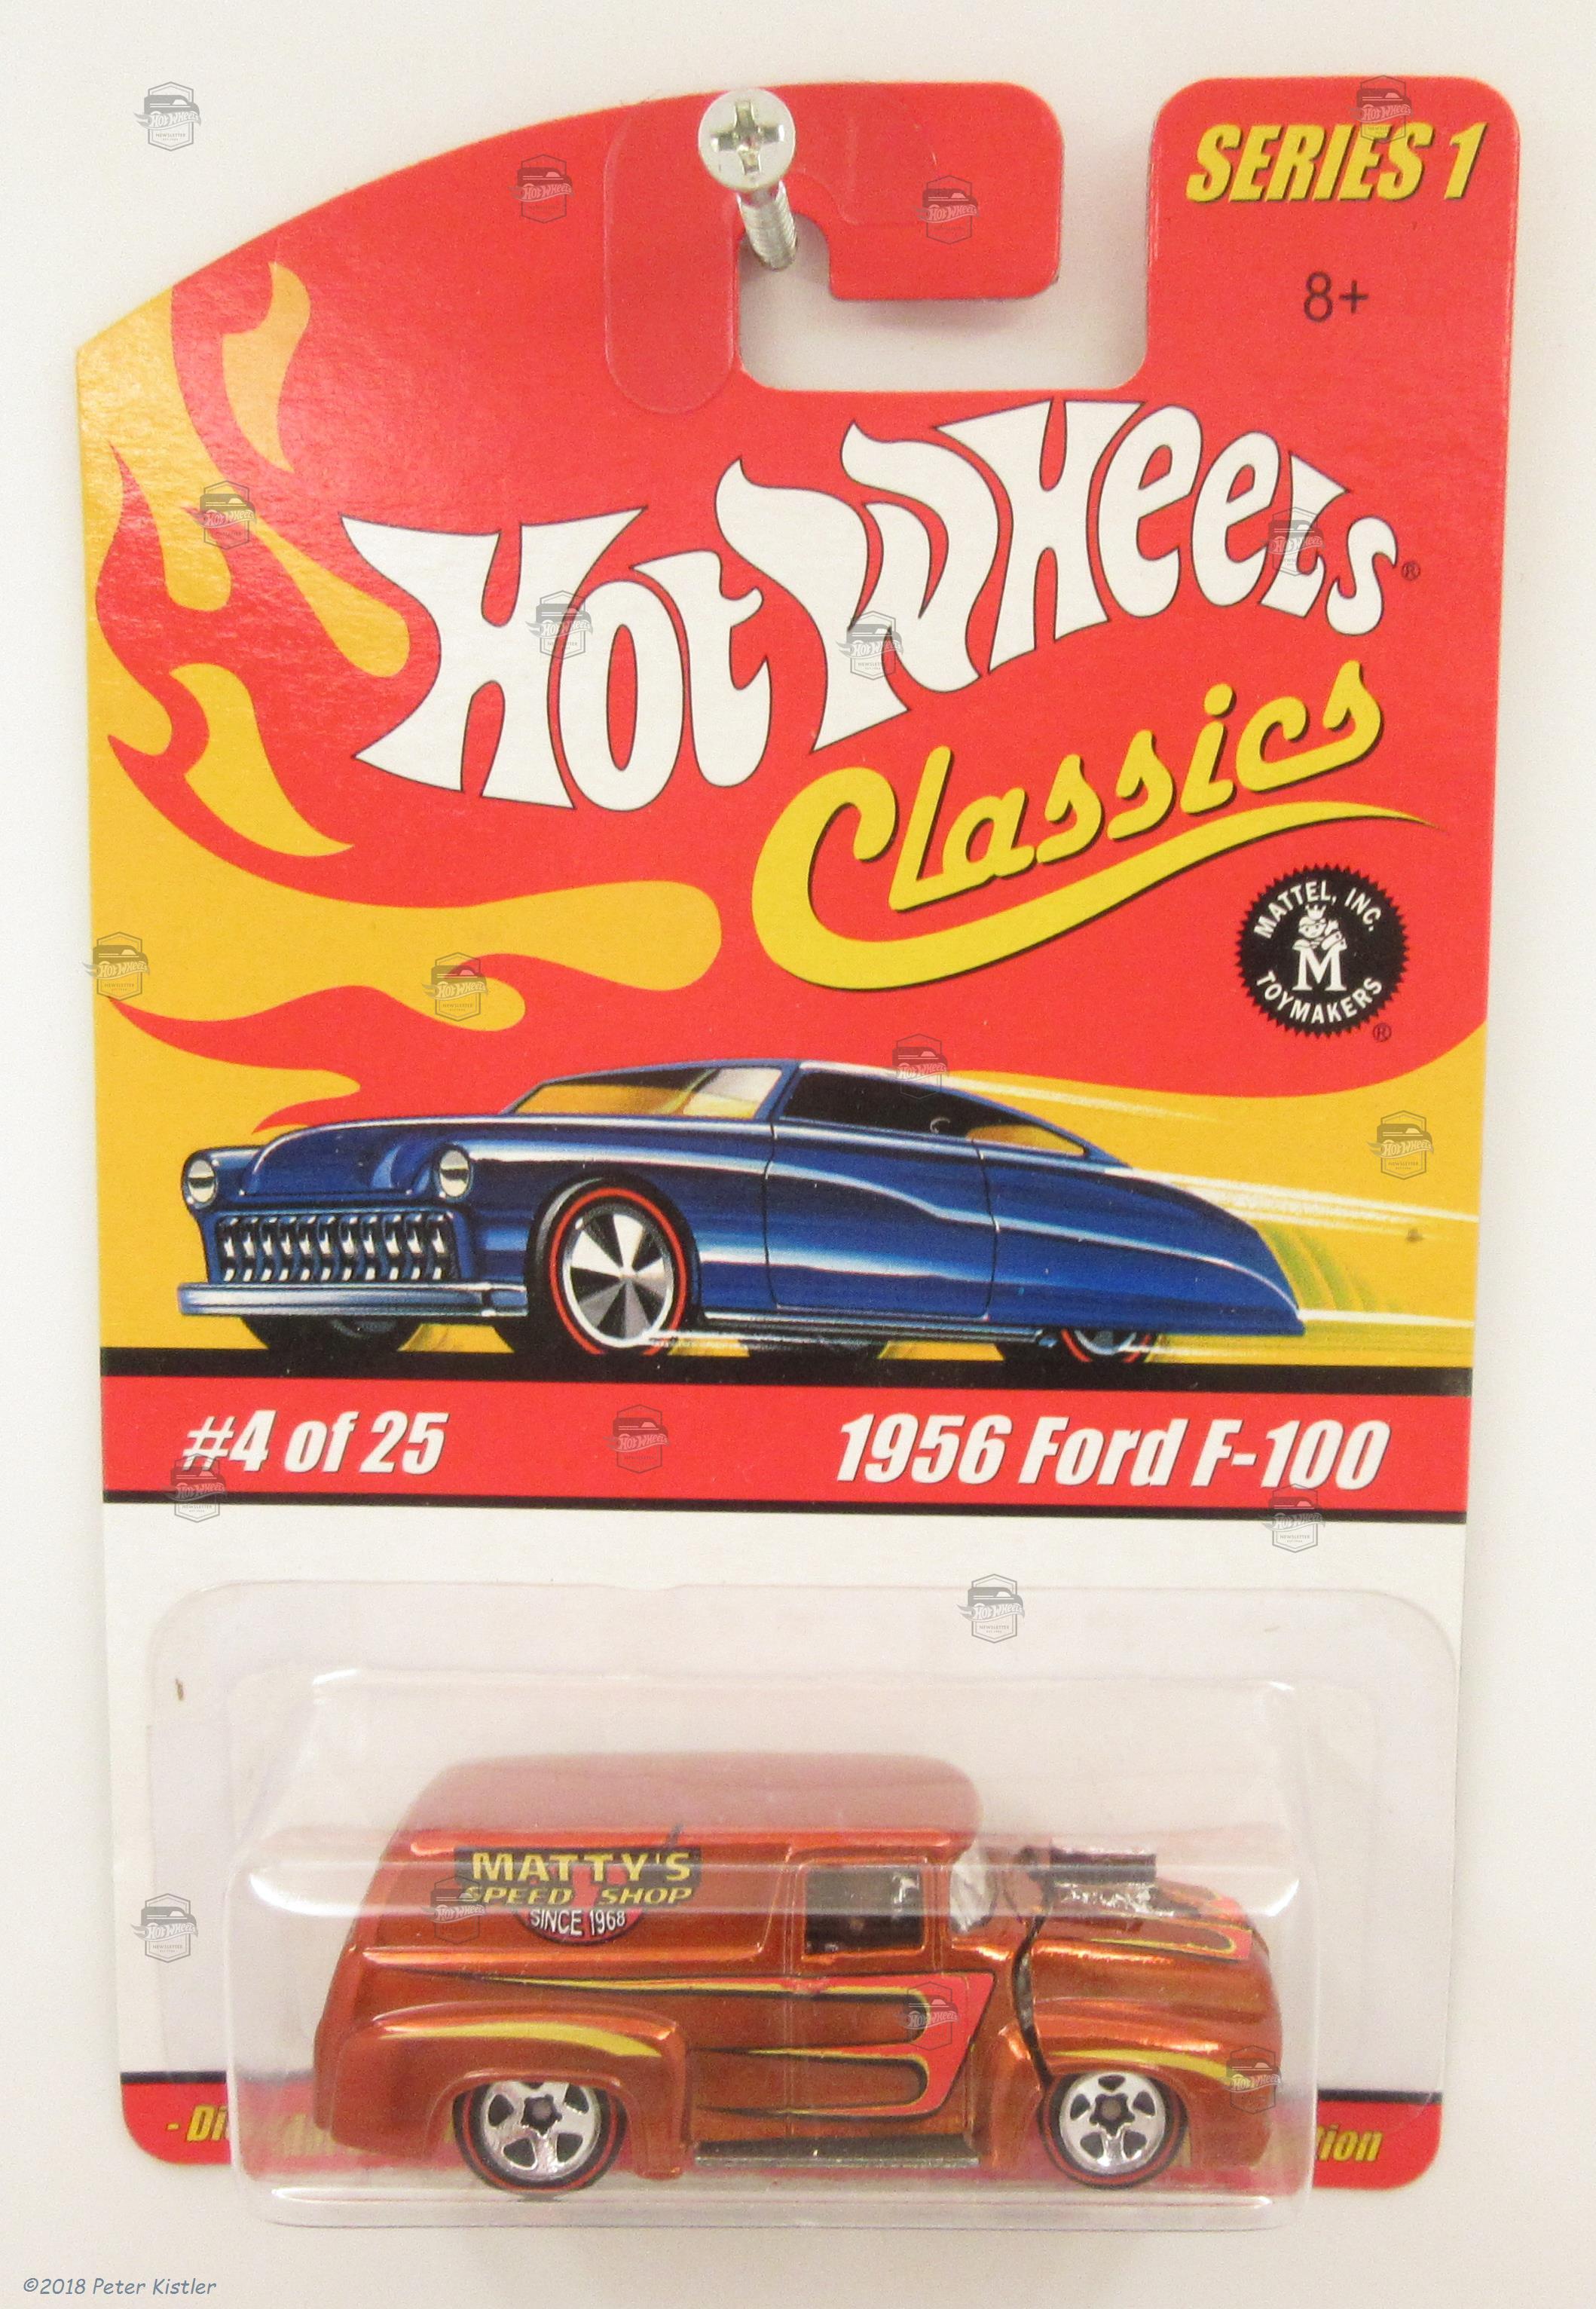 SERIES 1
8+
Hot Wheels®
Classics
MATTEL, INC.
M
TOYMAKERS
®
#4 of 25
1956 Ford F-100
MATTY'S
SPEED SHOP
SINCE 1968
©2018 Peter Kistler